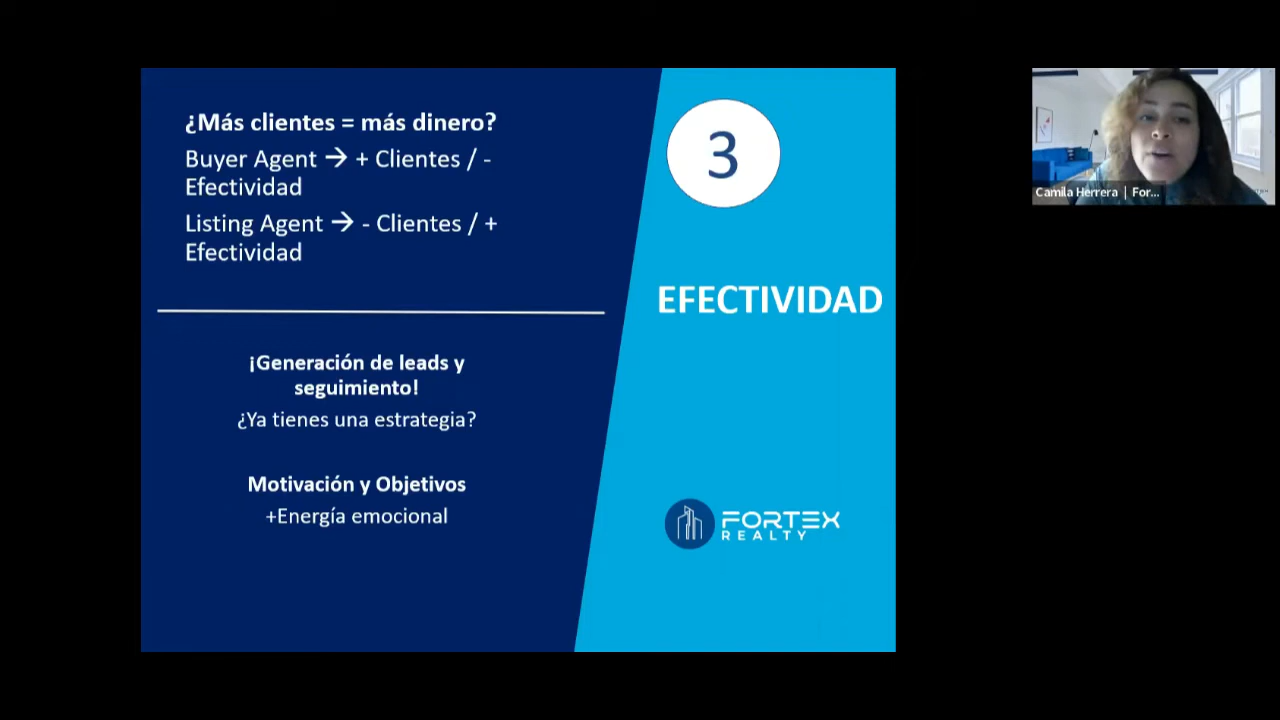 ¿Más clientes = más dinero?
Buyer Agent → + Clientes / -
Efectividad
Listing Agent → - Clientes / +
Efectividad
¡Generación de leads y
seguimiento!
¿Ya tienes una estrategia?
Motivación y Objetivos
+Energía emocional
3
EFECTIVIDAD
FORTEX
REALTY
Camila Herrera | For...